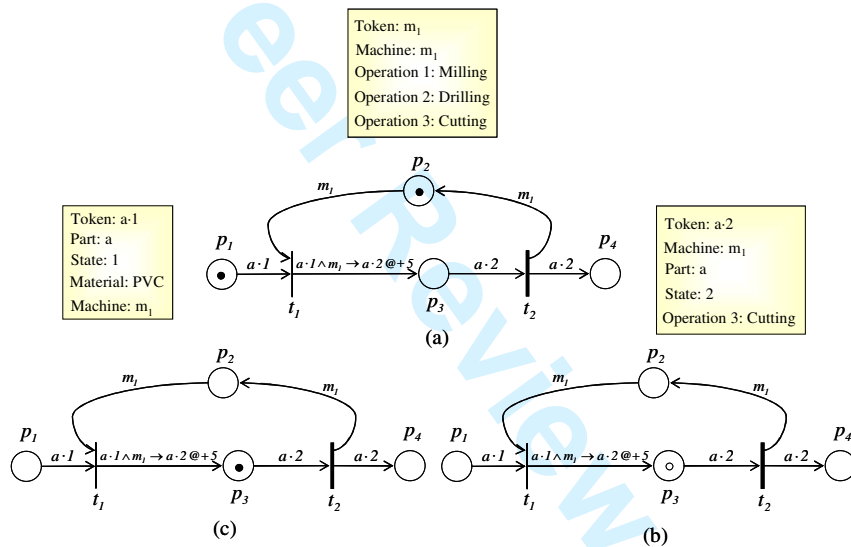 Token: m₁
Machine: m₁
Operation 1: Milling
Operation 2: Drilling
Operation 3: Cutting
p₂
m₁
m₁
Token: a·1
Part: a
State: 1
Material: PVC
Machine: m₁
Token: a·2
Machine: m₁
Part: a
State: 2
Operation 3: Cutting
p₁
a·1
a·1∧m₁→a·2@+5
a·2
a·2
p₄
t₁
p₃
t₂
(a)
p₂
m₁
m₁
p₁
a·1
a·1∧m₁→a·2@+5
a·2
a·2
p₄
t₁
p₃
t₂
(c)
p₂
m₁
m₁
p₁
a·1
a·1∧m₁→a·2@+5
a·2
a·2
p₄
t₁
p₃
t₂
(b)
eer Review